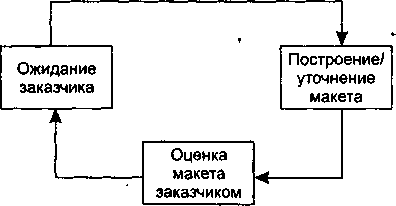 Ожидание
заказчика
Построение/
уточнение
макета
Оценка
макета
заказчиком